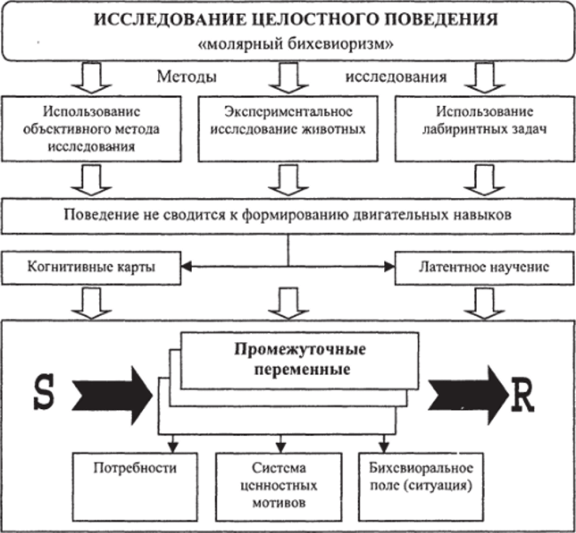 ИССЛЕДОВАНИЕ ЦЕЛОСТНОГО ПОВЕДЕНИЯ
«молярный бихевиоризм»
Методы исследования
Использование
объективного метода
исследования
Экспериментальное
исследование животных
Использование
лабиринтных задач
Поведение не сводится к формированию двигательных навыков
Когнитивные карты
Латентное научение
Промежуточные
переменные
S
R
Потребности
Система
ценностных
мотивов
Бихевиоральное
поле (ситуация)